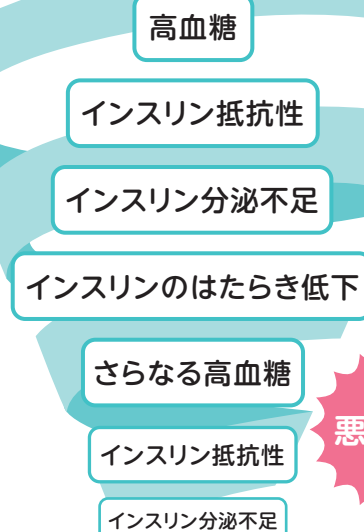 高血糖
インスリン抵抗性
インスリン分泌不足
インスリンのはたらき低下
さらなる高血糖
悪
インスリン抵抗性
インスリン分泌不足